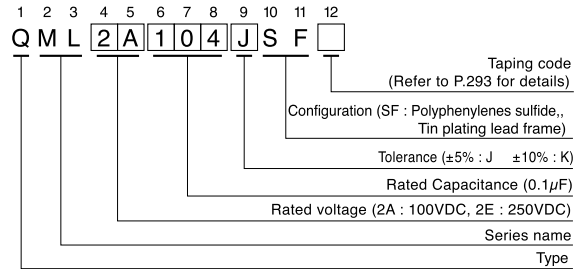 1 2 3 4 5 6 7 8 9 10 11 12
Q M L 2 A 1 0 4 J S F
Taping code
(Refer to P.293 for details)
Configuration (SF : Polyphenylenes sulfide,,
Tin plating lead frame)
Tolerance (±5% : J ±10% : K)
Rated Capacitance (0.1µF)
Rated voltage (2A : 100VDC, 2E : 250VDC)
Series name
Type